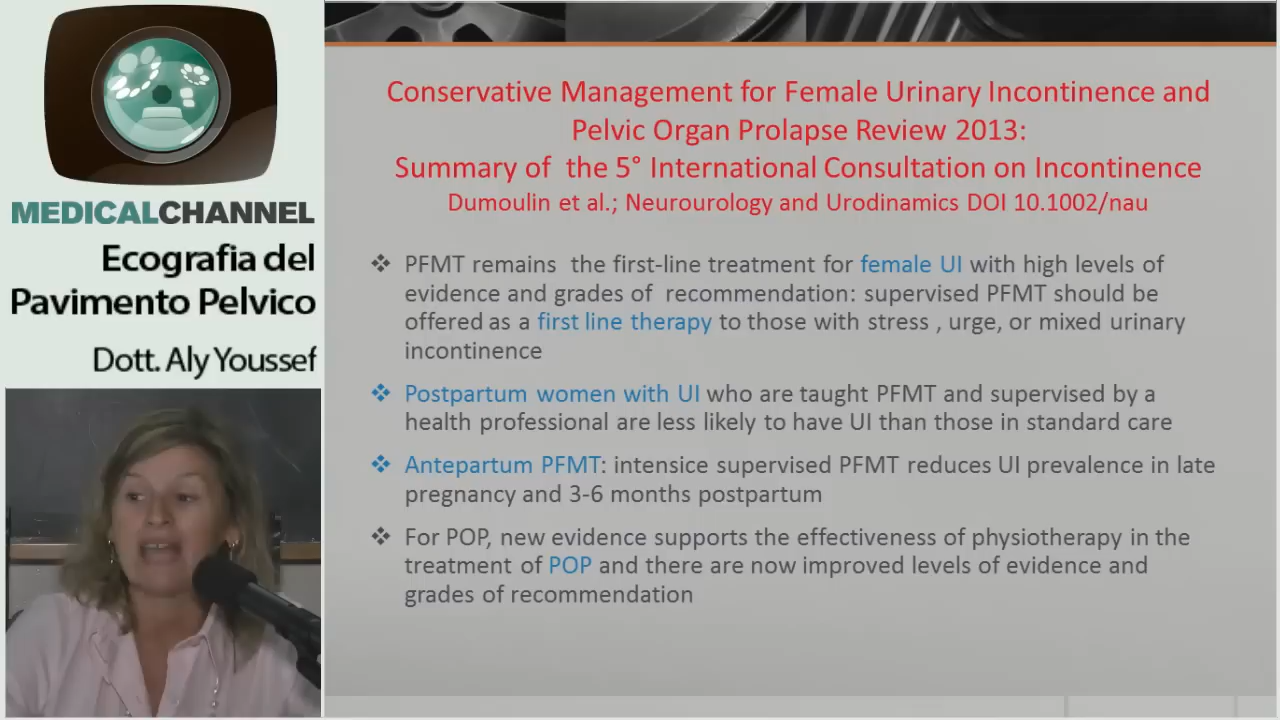 MEDICALCHANNEL
Ecografia del
Pavimento Pelvico
Dott. Aly Youssef
Conservative Management for Female Urinary Incontinence and
Pelvic Organ Prolapse Review 2013:
Summary of the 5° International Consultation on Incontinence
Dumoulin et al.; Neurourology and Urodinamics DOI 10.1002/nau
PFMT remains the first-line treatment for female UI with high levels of
evidence and grades of recommendation: supervised PFMT should be
offered as a first line therapy to those with stress , urge, or mixed urinary
incontinence
Postpartum women with UI who are taught PFMT and supervised by a
health professional are less likely to have UI than those in standard care
Antepartum PFMT: intensice supervised PFMT reduces UI prevalence in late
pregnancy and 3-6 months postpartum
For POP, new evidence supports the effectiveness of physiotherapy in the
treatment of POP and there are now improved levels of evidence and
grades of recommendation